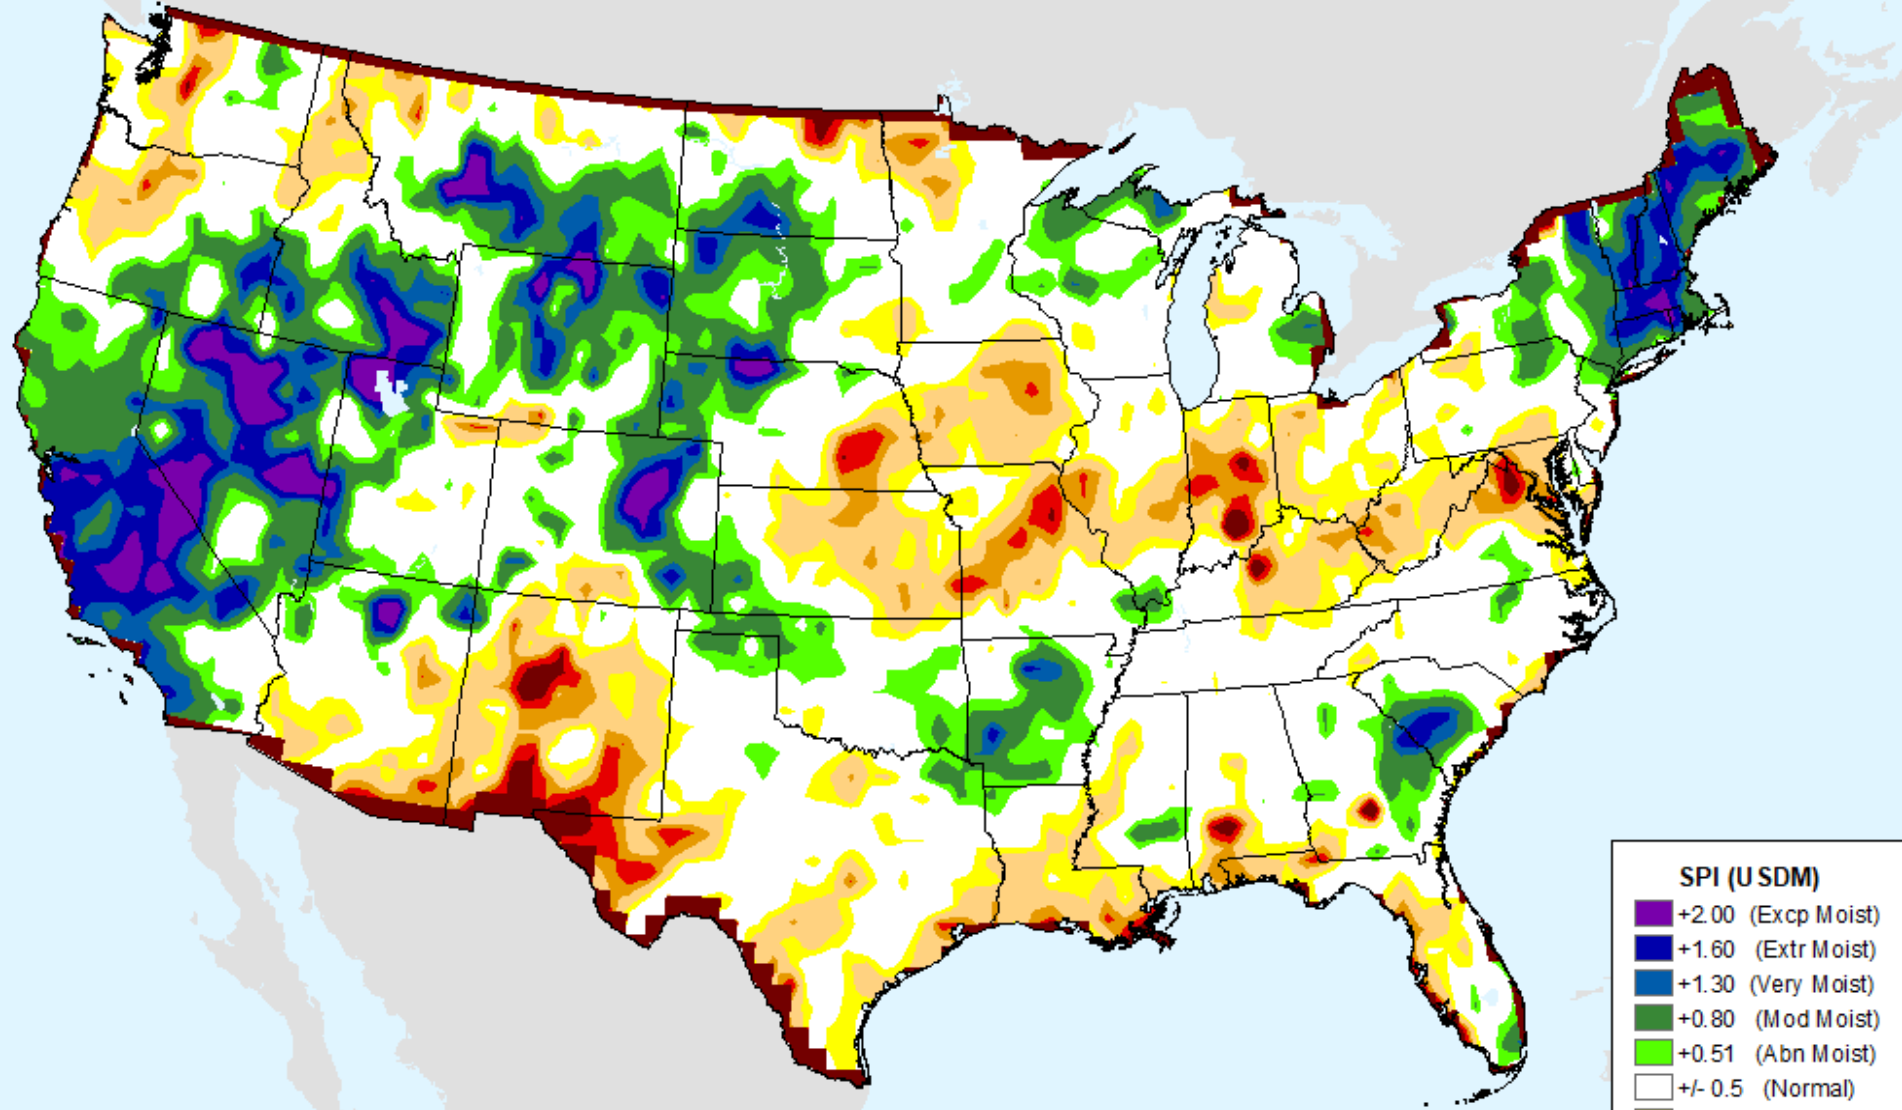 SPI (USDM)
+2.00 (Excp Moist)
+1.60 (Extr Moist)
+1.30 (Very Moist)
+0.80 (Mod Moist)
+0.51 (Abn Moist)
+/- 0.5 (Normal)